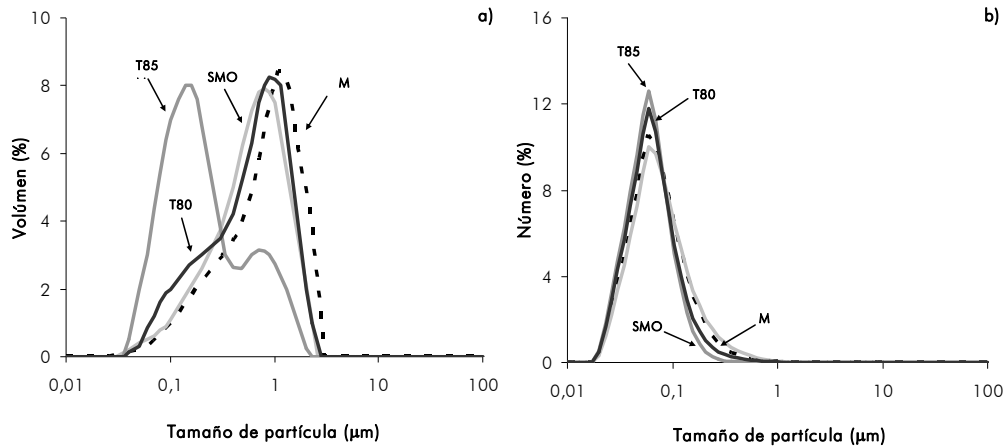 a)
10
8
6
4
2
0
Volúmen (%)
T85
SMO
M
T80
0,01
0,1
1
10
100
Tamaño de partícula (µm)
b)
16
12
8
4
0
Número (%)
T85
T80
SMO
M
0,01
0,1
1
10
100
Tamaño de partícula (µm)